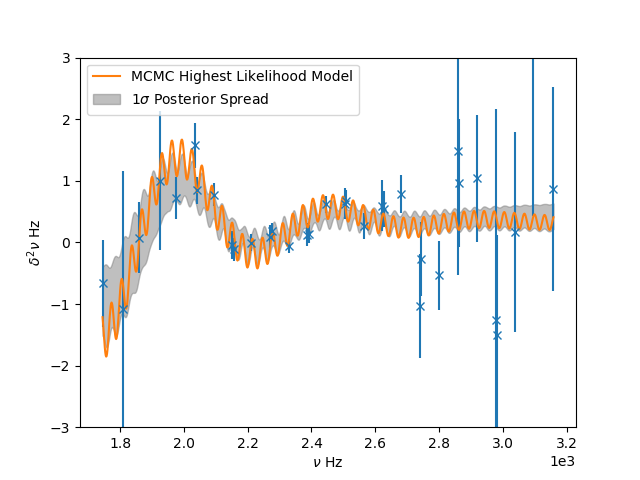 MCMC Highest Likelihood Model
1σ Posterior Spread
3
2
1
0
−1
−2
−3
δ²ν Hz
1.8 2.0 2.2 2.4 2.6 2.8 3.0 3.2
ν Hz
1e3